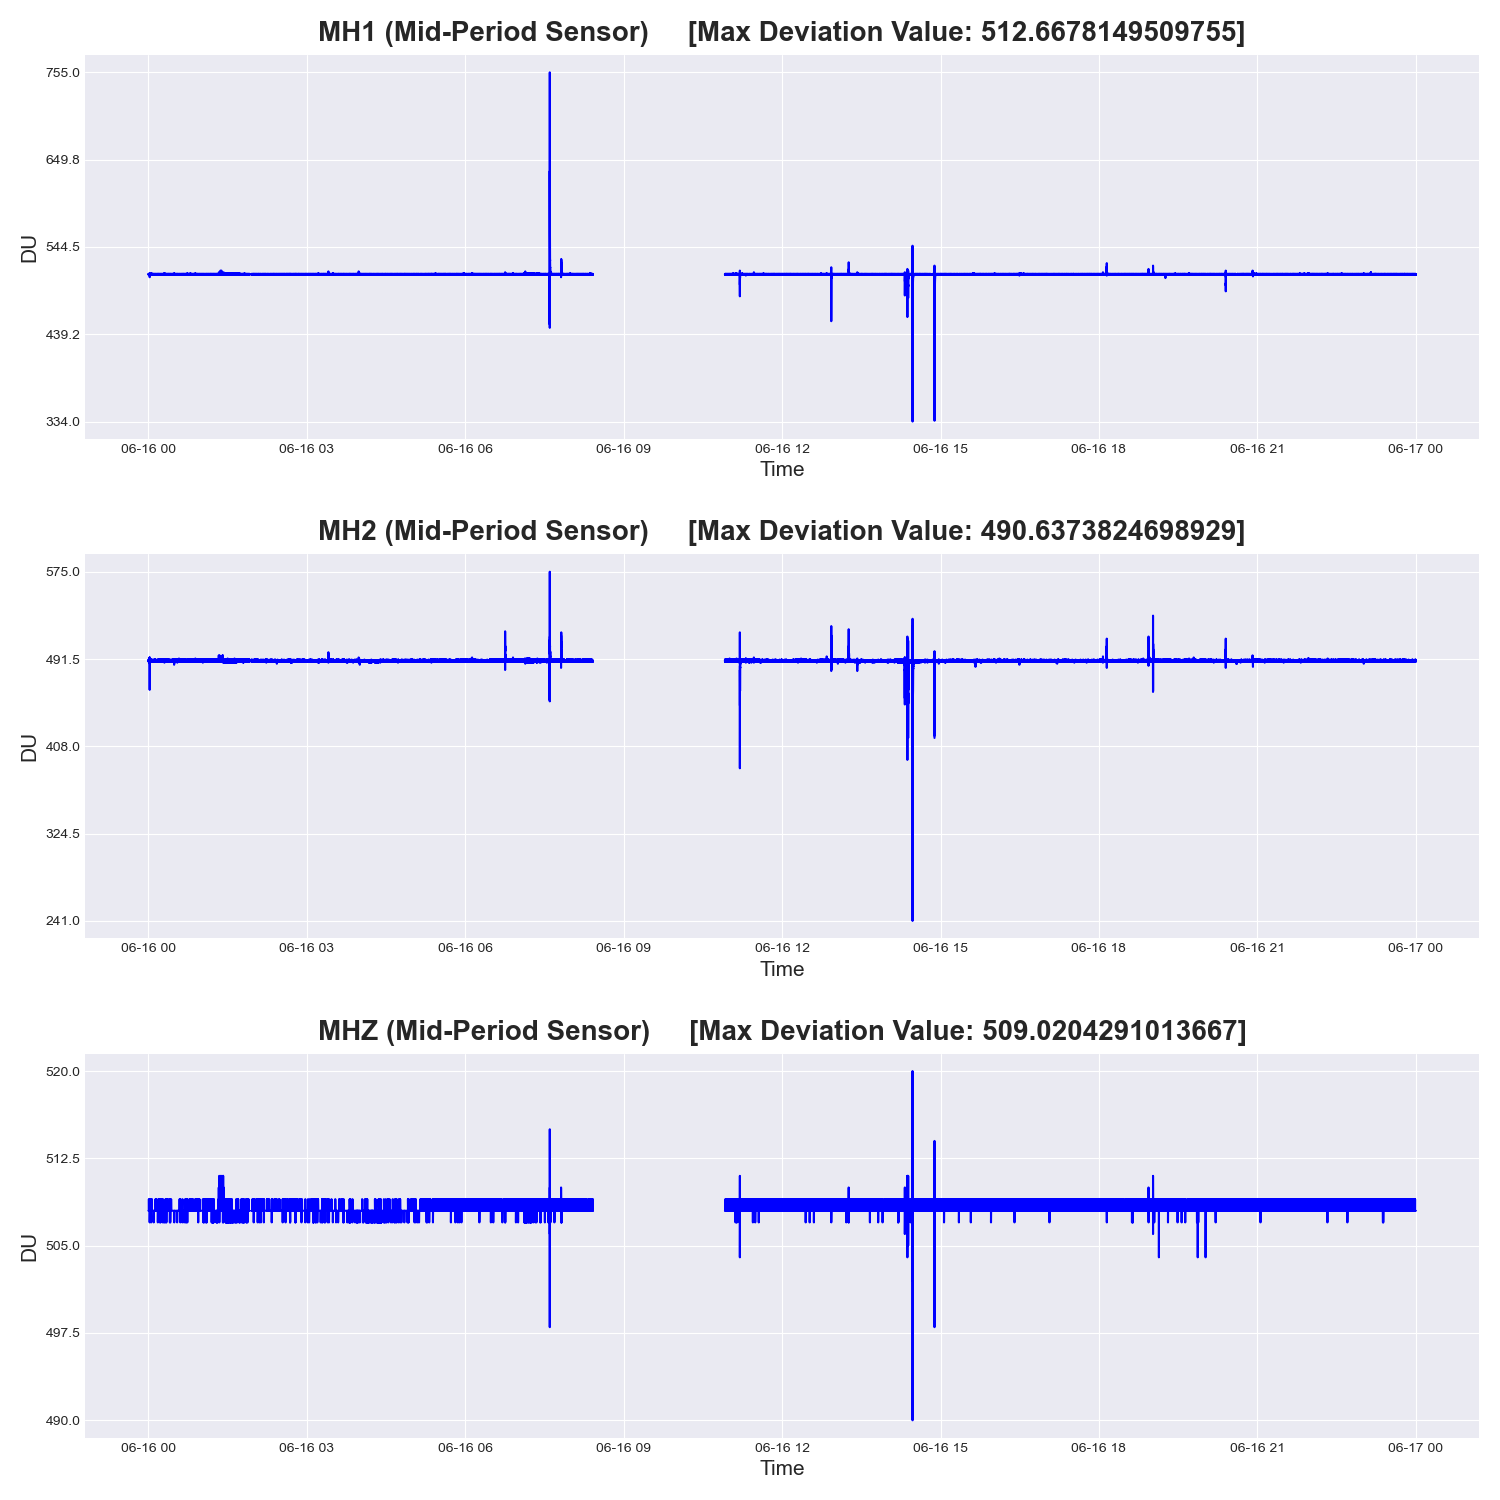 MH1 (Mid-Period Sensor) [Max Deviation Value: 512.6678149509755]
755.0
649.8
544.5
439.2
334.0
DU
06-16 00 06-16 03 06-16 06 06-16 09 06-16 12 06-16 15 06-16 18 06-16 21 06-17 00
Time
MH2 (Mid-Period Sensor) [Max Deviation Value: 490.6373824698929]
575.0
491.5
408.0
324.5
241.0
DU
06-16 00 06-16 03 06-16 06 06-16 09 06-16 12 06-16 15 06-16 18 06-16 21 06-17 00
Time
MHZ (Mid-Period Sensor) [Max Deviation Value: 509.0204291013667]
520.0
512.5
505.0
497.5
490.0
DU
06-16 00 06-16 03 06-16 06 06-16 09 06-16 12 06-16 15 06-16 18 06-16 21 06-17 00
Time